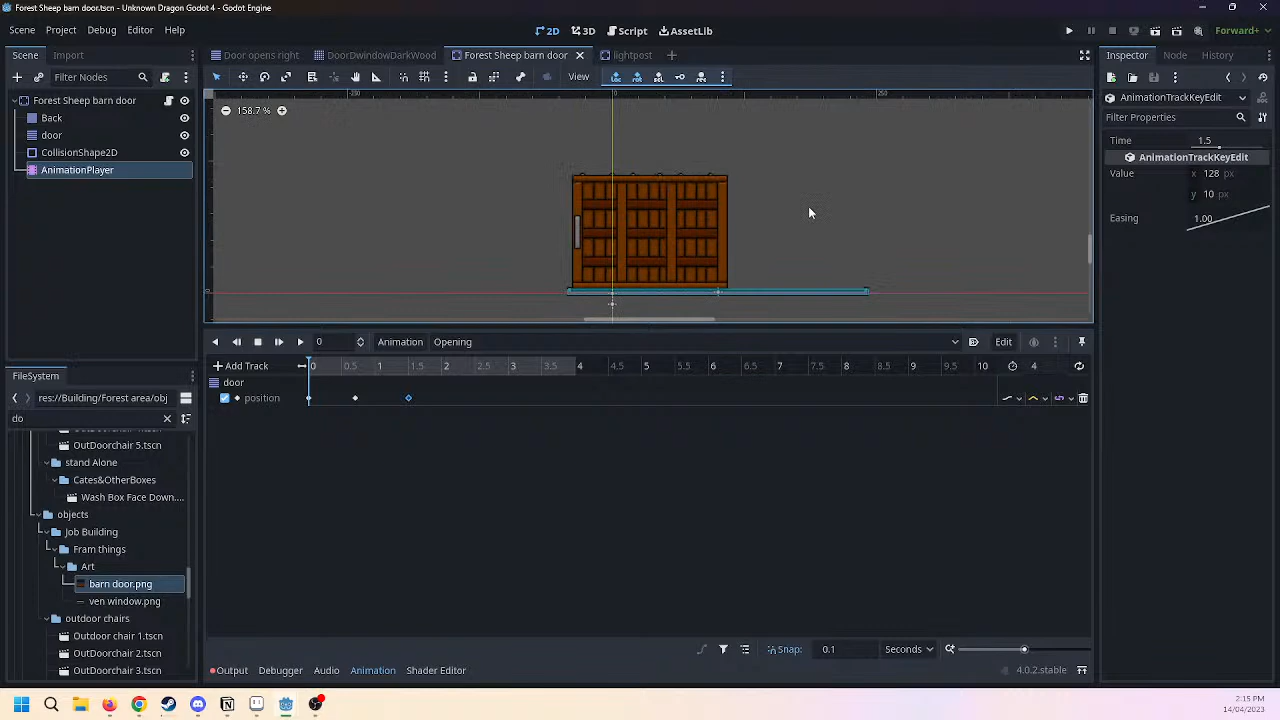 Forest Sheep barn door.tscn - Unknown Dragon Godot 4 - Godot Engine
Scene Project Debug Editor Help
2D 3D Script AssetLib
Forward+
Scene Import
Door opens right DoorDwindowDarkWood Forest Sheep barn door lightpost
Inspector Node History
Filter Nodes
View
AnimationTrackKeyEdit
Forest Sheep barn door
158.7 %
Filter Properties
Back
door
Time 1.5
CollisionShape2D
AnimationTrackKeyEdit
AnimationPlayer
Value x 128 px
y 10 px
Easing 1.00
0 Animation Opening Edit
Add Track 0 0.5 1 1.5 2 2.5 3 3.5 4 4.5 5 5.5 6 6.5 7 7.5 8 8.5 9 9.5 10 4
FileSystem
door
res://Building/Forest area/obj
position
do
OutDoorchair 5.tscn
stand Alone
Cates&OtherBoxes
Wash Box Face Down....
objects
Job Building
Fram things
Art
barn door.png
ven window.png
outdoor chairs
Outdoor chair 1.tscn
Outdoorchair 2.tscn
Outdoorchair 3.tscn
Snap: 0.1 Seconds
Output Debugger Audio Animation Shader Editor
4.0.2.stable
2:15 PM
14/04/2023